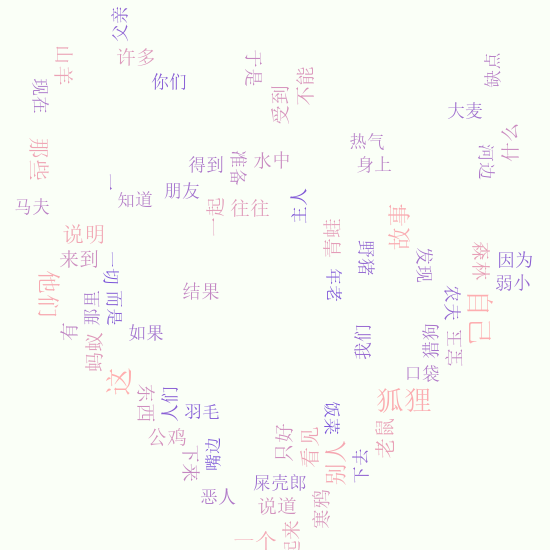 父亲
许多
山羊
于是
不能
受到
你们
现在
缺点
大麦
什么
河边
热气
身上
那些
得到
准备
水中
一
知道
朋友
一起
往往
主人
马夫
说明
来到
故事
青蛙
野猪
发现
森林
因为
弱小
他们
一切
而是
那里
结果
年老
农夫
自己
有
如果
蚂蚁
我们
猎狗
宝宝
口袋
这
东西
人们
羽毛
狐狸
公鸡
嘴边
下来
饭菜
只好
看见
别人
老鼠
下去
恶人
屎壳郎
说道
寒鸦
一个
起来